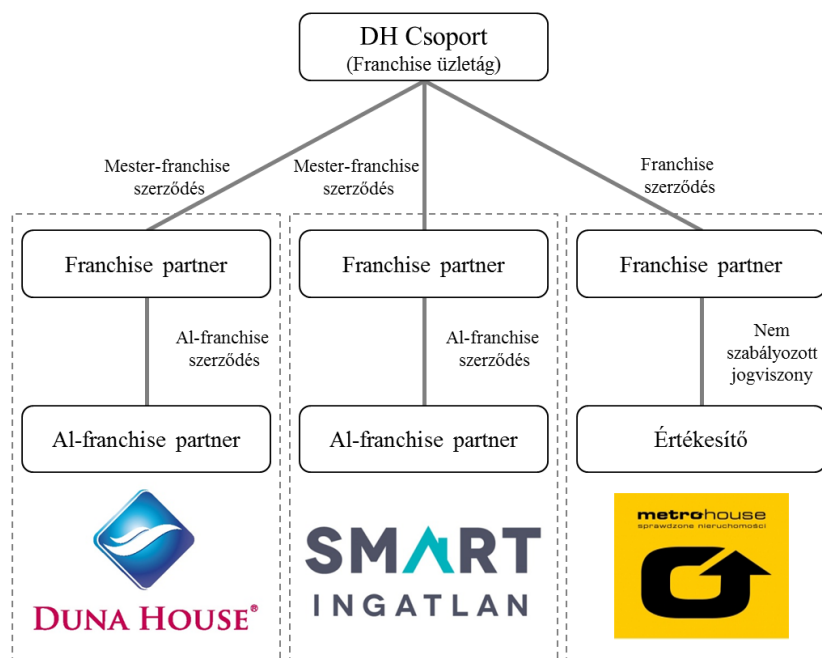 DH Csoport
(Franchise üzletág)
Mester-franchise
szerződés
Mester-franchise
szerződés
Franchise
szerződés
Franchise partner
Franchise partner
Franchise partner
Al-franchise
szerződés
Al-franchise
szerződés
Nem
szabályozott
jogviszony
Al-franchise partner
Al-franchise partner
Értékesítő
DUNA HOUSE®
SMART
INGATLAN
metrohouse
sprawdzone nieruchomości